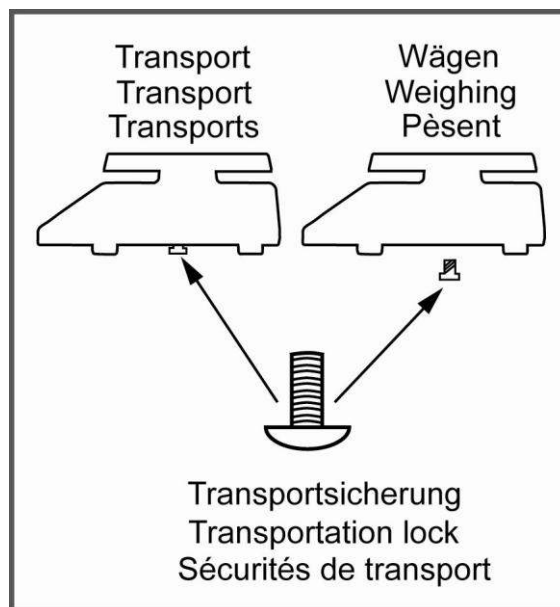 Transport
Transport
Transports
Wägen
Weighing
Pèsent
Transportsicherung
Transportation lock
Sécurités de transport